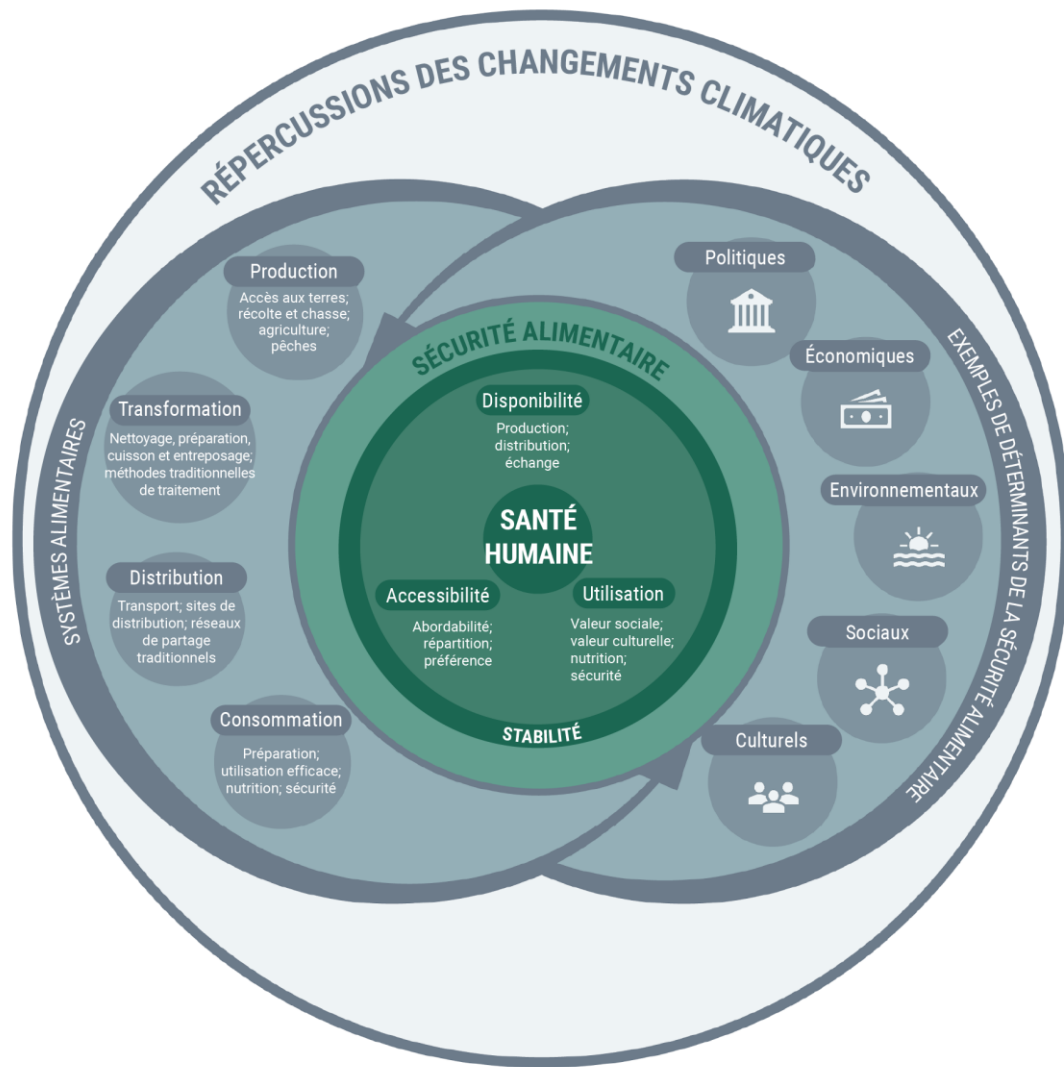 RÉPERCUSSIONS DES CHANGEMENTS CLIMATIQUES
SYSTÈMES ALIMENTAIRES
Production
Accès aux terres;
récolte et chasse;
agriculture;
pêches
Transformation
Nettoyage, préparation,
cuisson et entreposage;
méthodes traditionnelles
de traitement
Distribution
Transport; sites de
distribution; réseaux
de partage
traditionnels
Consommation
Préparation;
utilisation efficace;
nutrition; sécurité
SÉCURITÉ ALIMENTAIRE
Disponibilité
Production;
distribution;
échange
SANTÉ
HUMAINE
Accessibilité
Abordabilité;
répartition;
préférence
Utilisation
Valeur sociale;
valeur culturelle;
nutrition;
sécurité
STABILITÉ
EXEMPLES DE DÉTERMINANTS DE LA SÉCURITÉ ALIMENTAIRE
Politiques
Économiques
Environnementaux
Sociaux
Culturels